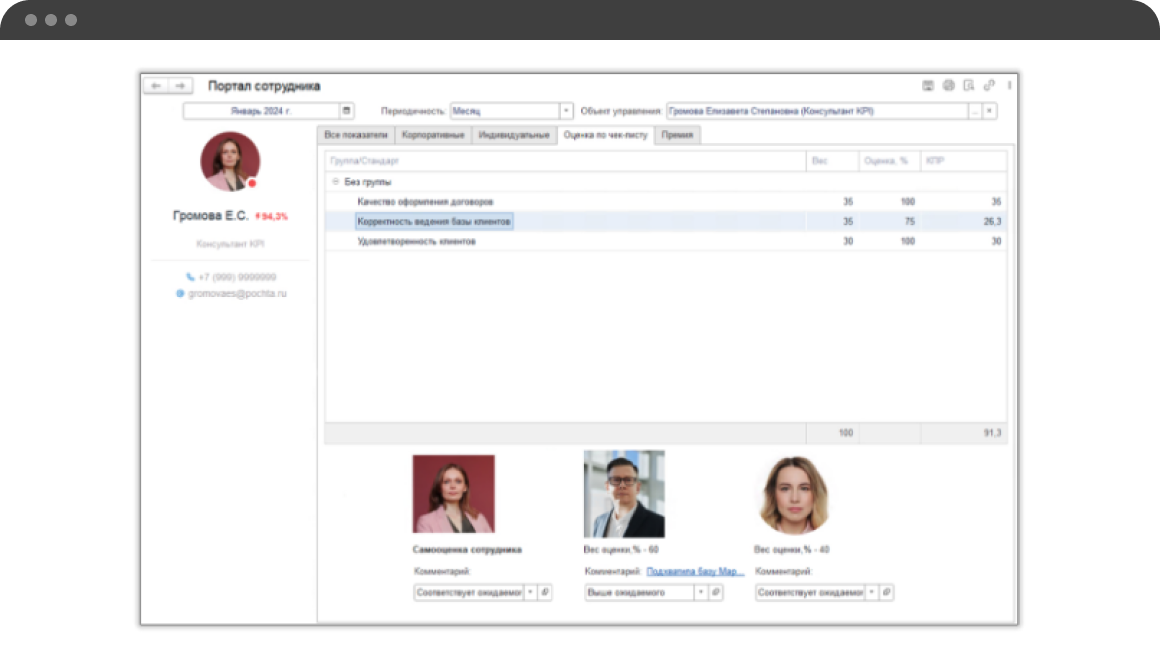 Портал сотрудника
Январь 2024 г. Периодичность: Месяц Объект управления: Громова Елизавета Степановна (Консультант KPI) ...
Все показатели Корпоративные Индивидуальные Оценка по чек-листу Премия
Группа/Стандарт Вес Оценка, % КПР
Без группы
Качество оформления договоров 35 100 35
Корректность ведения базы клиентов 35 75 26,3
Удовлетворенность клиентов 30 100 30
Громова Е.С. 94,3%
Консультант KPI
+7 (999) 9999999
gromovaes@pochta.ru
100 91,3
Самооценка сотрудника Вес оценки,% - 60 Вес оценки,% - 40
Комментарий: Комментарий: Подхватила базу Мар... Комментарий:
Соответствует ожидаемог Выше ожидаемого Соответствует ожидаемог